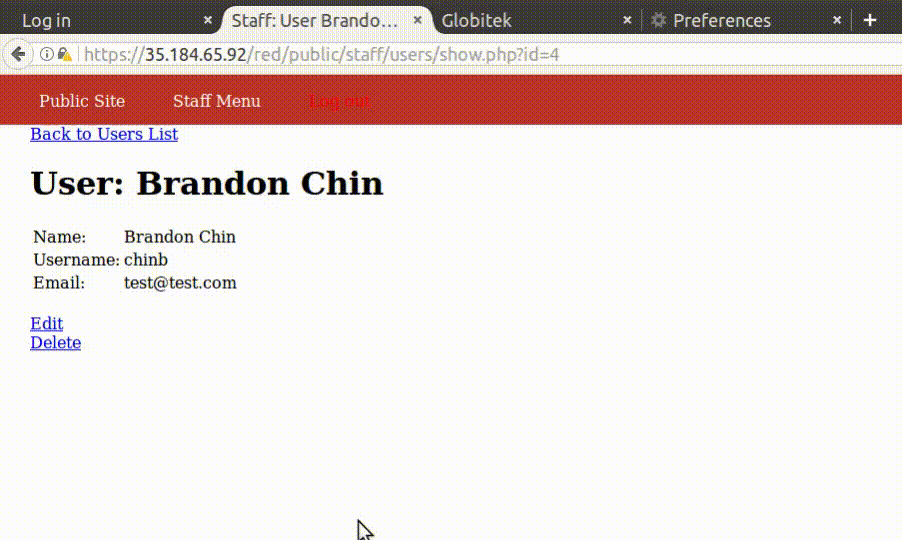 Log in × Staff: User Brando... × Globitek × Preferences × +
https://35.184.65.92/red/public/staff/users/show.php?id=4
Public Site Staff Menu Log out
Back to Users List
User: Brandon Chin
Name: Brandon Chin
Username: chinb
Email: test@test.com
Edit
Delete